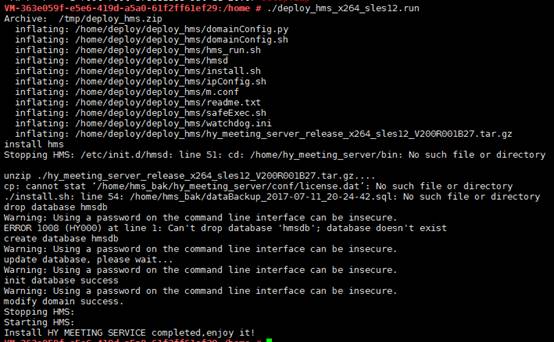 VM-363e059f-e5e6-419d-a5a0-61f2ff61ef29:/home # ./deploy_hms_x264_sles12.run
Archive:  /tmp/deploy_hms.zip
  inflating: /home/deploy/deploy_hms/domainConfig.py
  inflating: /home/deploy/deploy_hms/domainConfig.sh
  inflating: /home/deploy/deploy_hms/hms_run.sh
  inflating: /home/deploy/deploy_hms/hmsd
  inflating: /home/deploy/deploy_hms/install.sh
  inflating: /home/deploy/deploy_hms/ipConfig.sh
  inflating: /home/deploy/deploy_hms/m.conf
  inflating: /home/deploy/deploy_hms/readme.txt
  inflating: /home/deploy/deploy_hms/safeExec.sh
  inflating: /home/deploy/deploy_hms/watchdog.ini
  inflating: /home/deploy/deploy_hms/hy_meeting_server_release_x264_sles12_V200R001B27.tar.gz
install hms
Stopping HMS: /etc/init.d/hmsd: line 51: cd: /home/hy_meeting_server/bin: No such file or directory

unzip ./hy_meeting_server_release_x264_sles12_V200R001B27.tar.gz....
cp: cannot stat ‘/home/hms_bak/hy_meeting_server/conf/license.dat’: No such file or directory
./install.sh: line 54: /home/hms_bak/dataBackup_2017-07-11_20-24-42.sql: No such file or directory
drop database hmsdb
Warning: Using a password on the command line interface can be insecure.
ERROR 1008 (HY000) at line 1: Can't drop database 'hmsdb'; database doesn't exist
create database hmsdb
Warning: Using a password on the command line interface can be insecure.
update database, please wait...
Warning: Using a password on the command line interface can be insecure.
init database success
Warning: Using a password on the command line interface can be insecure.
modify domain success.
Stopping HMS:
Starting HMS:
Install HY MEETING SERVICE completed,enjoy it!